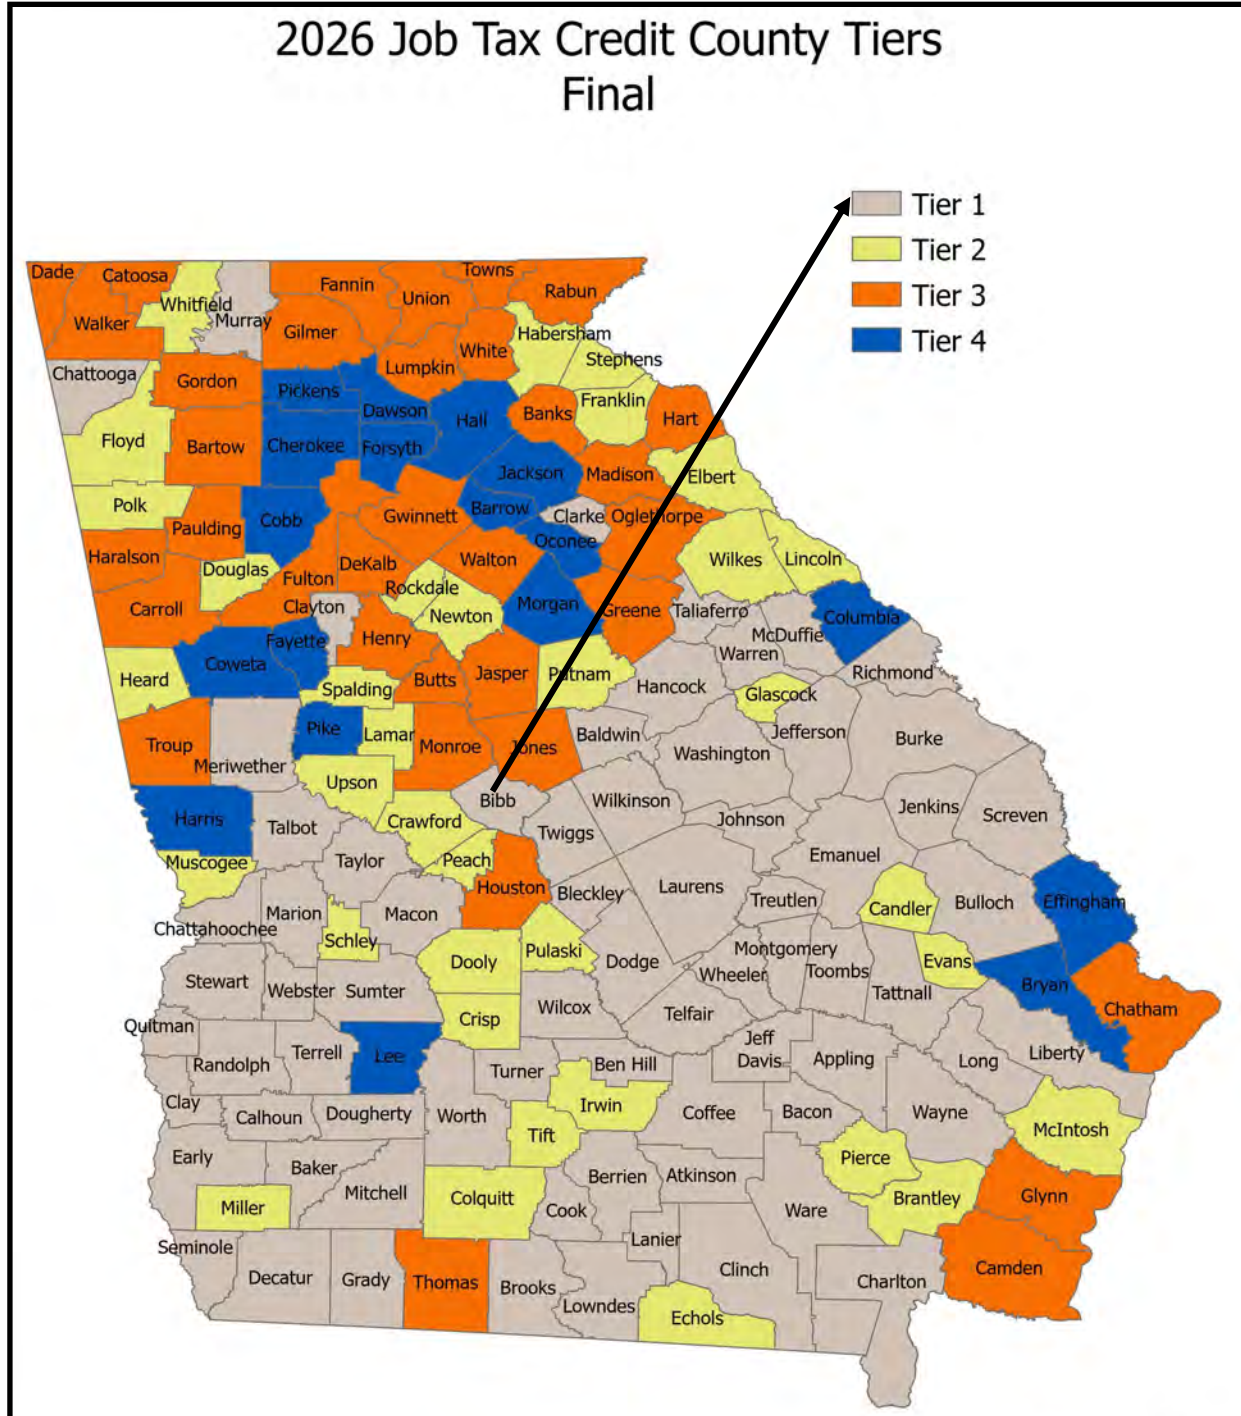 2026 Job Tax Credit County Tiers
Final
Tier 1
Tier 2
Tier 3
Tier 4
Dade
Catoosa
Whitfield
Murray
Fannin
Union
Towns
Rabun
Walker
Gilmer
White
Habersham
Stephens
Chattooga
Gordon
Lumpkin
Pickens
Dawson
Hall
Banks
Franklin
Hart
Floyd
Bartow
Cherokee
Forsyth
Jackson
Madison
Elbert
Polk
Paulding
Cobb
Gwinnett
Barrow
Clarke
Oglethorpe
Oconee
Haralson
Douglas
Fulton
DeKalb
Walton
Wilkes
Lincoln
Rockdale
Carroll
Clayton
Newton
Morgan
Greene
Taliaferro
McDuffie
Columbia
Fayette
Henry
Warren
Coweta
Heard
Spalding
Butts
Jasper
Putnam
Hancock
Glascock
Richmond
Pike
Lamar
Troup
Meriwether
Monroe
Jones
Baldwin
Washington
Jefferson
Burke
Upson
Bibb
Wilkinson
Jenkins
Screven
Harris
Talbot
Crawford
Twiggs
Johnson
Muscogee
Taylor
Peach
Houston
Bleckley
Laurens
Emanuel
Treutlen
Candler
Bulloch
Effingham
Chattahoochee
Marion
Schley
Macon
Dooly
Pulaski
Dodge
Montgomery
Wheeler
Toombs
Tattnall
Evans
Bryan
Chatham
Stewart
Webster
Sumter
Crisp
Wilcox
Telfair
Quitman
Randolph
Terrell
Lee
Turner
Ben Hill
Jeff
Davis
Appling
Long
Liberty
Clay
Calhoun
Dougherty
Worth
Tift
Irwin
Coffee
Bacon
Wayne
McIntosh
Early
Baker
Mitchell
Berrien
Atkinson
Pierce
Brantley
Glynn
Miller
Colquitt
Cook
Ware
Seminole
Decatur
Grady
Thomas
Brooks
Lanier
Clinch
Charlton
Camden
Lowndes
Echols